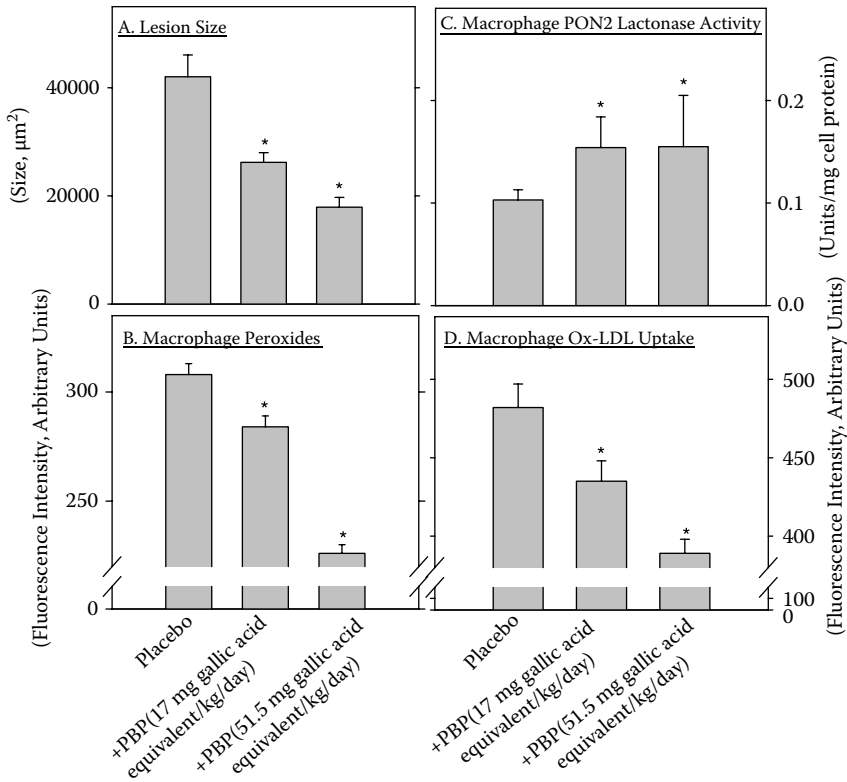 A. Lesion Size
(Size, μm²)
40000
20000
0
*
*
C. Macrophage PON2 Lactonase Activity
(Units/mg cell protein)
0.2
0.1
0.0
*
*
B. Macrophage Peroxides
(Fluorescence Intensity, Arbitrary Units)
300
250
0
*
*
D. Macrophage Ox-LDL Uptake
(Fluorescence Intensity, Arbitrary Units)
500
450
400
100
0
*
*
Placebo
+PBP(17 mg gallic acid
equivalent/kg/day)
+PBP(51.5 mg gallic acid
equivalent/kg/day)
Placebo
+PBP(17 mg gallic acid
equivalent/kg/day)
+PBP(51.5 mg gallic acid
equivalent/kg/day)